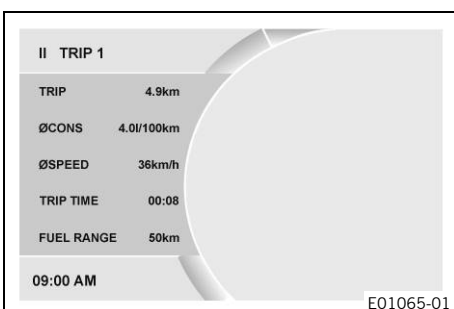 II TRIP 1
TRIP 4.9km
ØCONS 4.0l/100km
ØSPEED 36km/h
TRIP TIME 00:08
FUEL RANGE 50km
09:00 AM
E01065-01